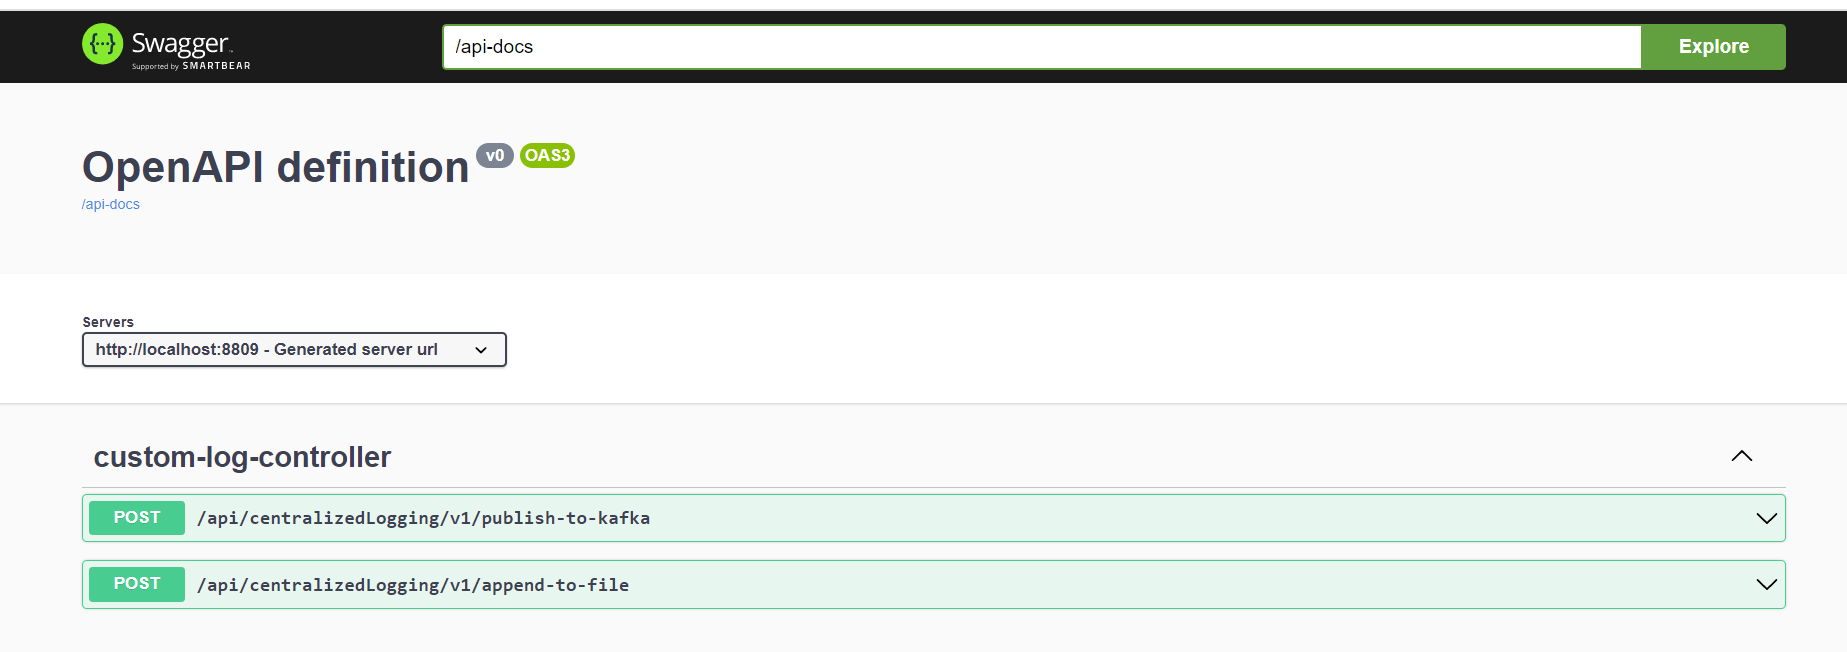 {···} Swagger™
Supported by SMARTBEAR
/api-docs
Explore
OpenAPI definition v0 OAS3
/api-docs
Servers
http://localhost:8809 - Generated server url
custom-log-controller
POST /api/centralizedLogging/v1/publish-to-kafka
POST /api/centralizedLogging/v1/append-to-file